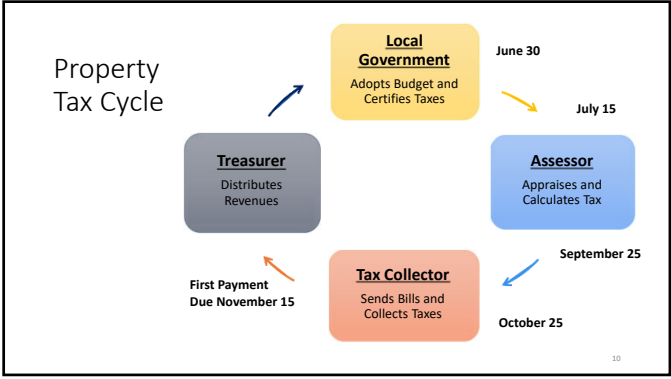 Property
Tax Cycle
Local
Government
Adopts Budget and
Certifies Taxes
June 30
July 15
Assessor
Appraises and
Calculates Tax
September 25
October 25
Tax Collector
Sends Bills and
Collects Taxes
First Payment
Due November 15
Treasurer
Distributes
Revenues
10